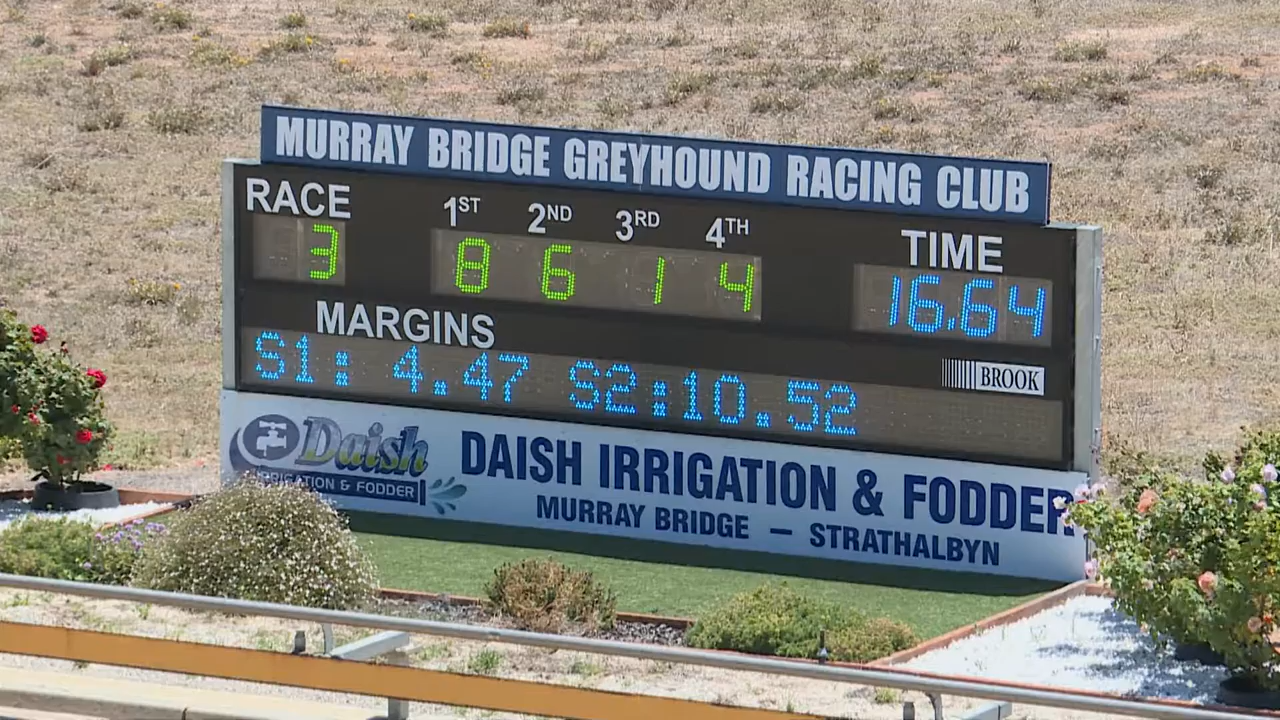 MURRAY BRIDGE GREYHOUND RACING CLUB
RACE 1ST 2ND 3RD 4TH TIME
3 8 6 1 4 16.64
MARGINS
S1: 4.47 S2:10.52
BROOK
Daish
IRRIGATION & FODDER
DAISH IRRIGATION & FODDER
MURRAY BRIDGE — STRATHALBYN